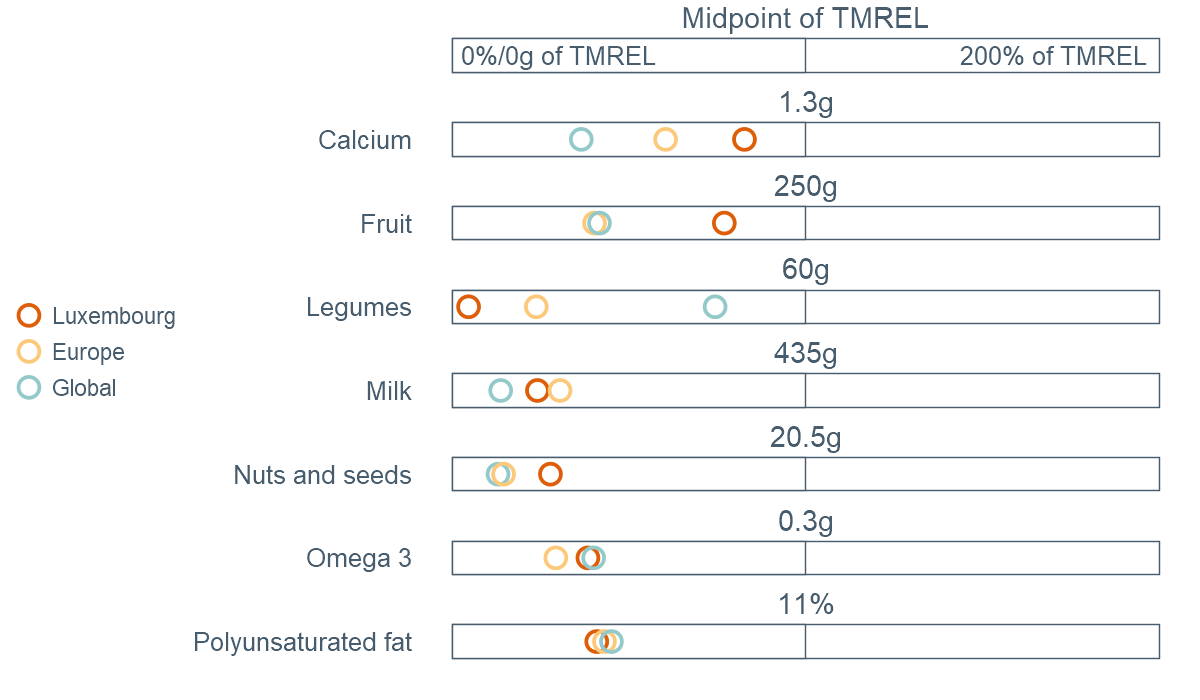 Midpoint of TMREL
0%/0g of TMREL 200% of TMREL
1.3g
Calcium
250g
Fruit
60g
Legumes
435g
Milk
20.5g
Nuts and seeds
0.3g
Omega 3
11%
Polyunsaturated fat
Luxembourg
Europe
Global